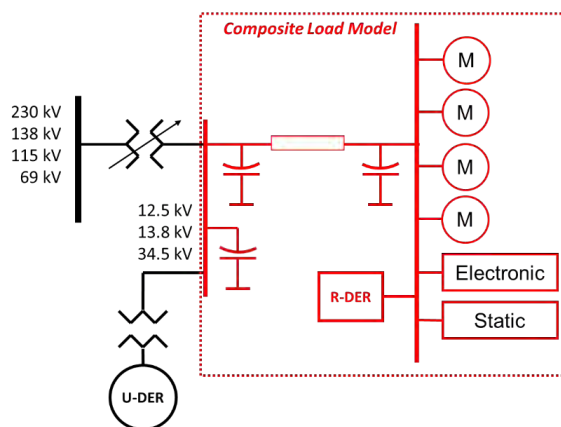 Composite Load Model
230 kV
138 kV
115 kV
69 kV
12.5 kV
13.8 kV
34.5 kV
M
M
M
M
Electronic
R-DER
Static
U-DER